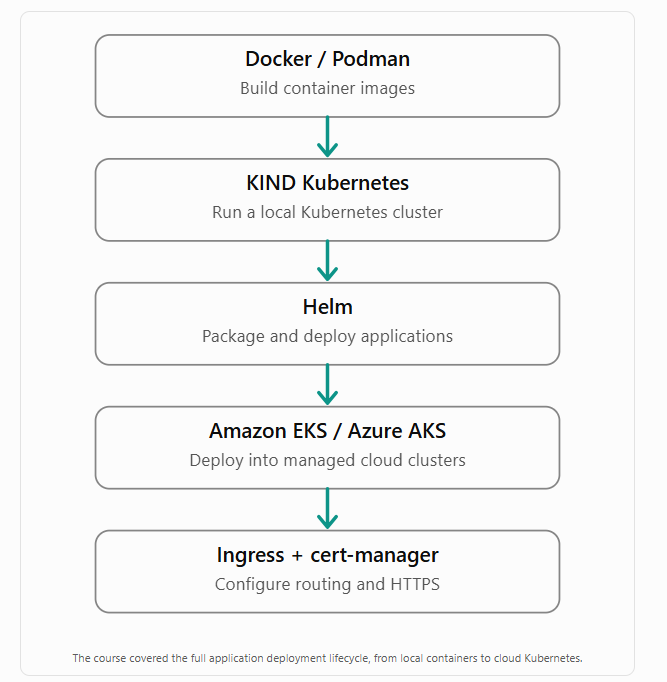 Docker / Podman
Build container images
KIND Kubernetes
Run a local Kubernetes cluster
Helm
Package and deploy applications
Amazon EKS / Azure AKS
Deploy into managed cloud clusters
Ingress + cert-manager
Configure routing and HTTPS
The course covered the full application deployment lifecycle, from local containers to cloud Kubernetes.